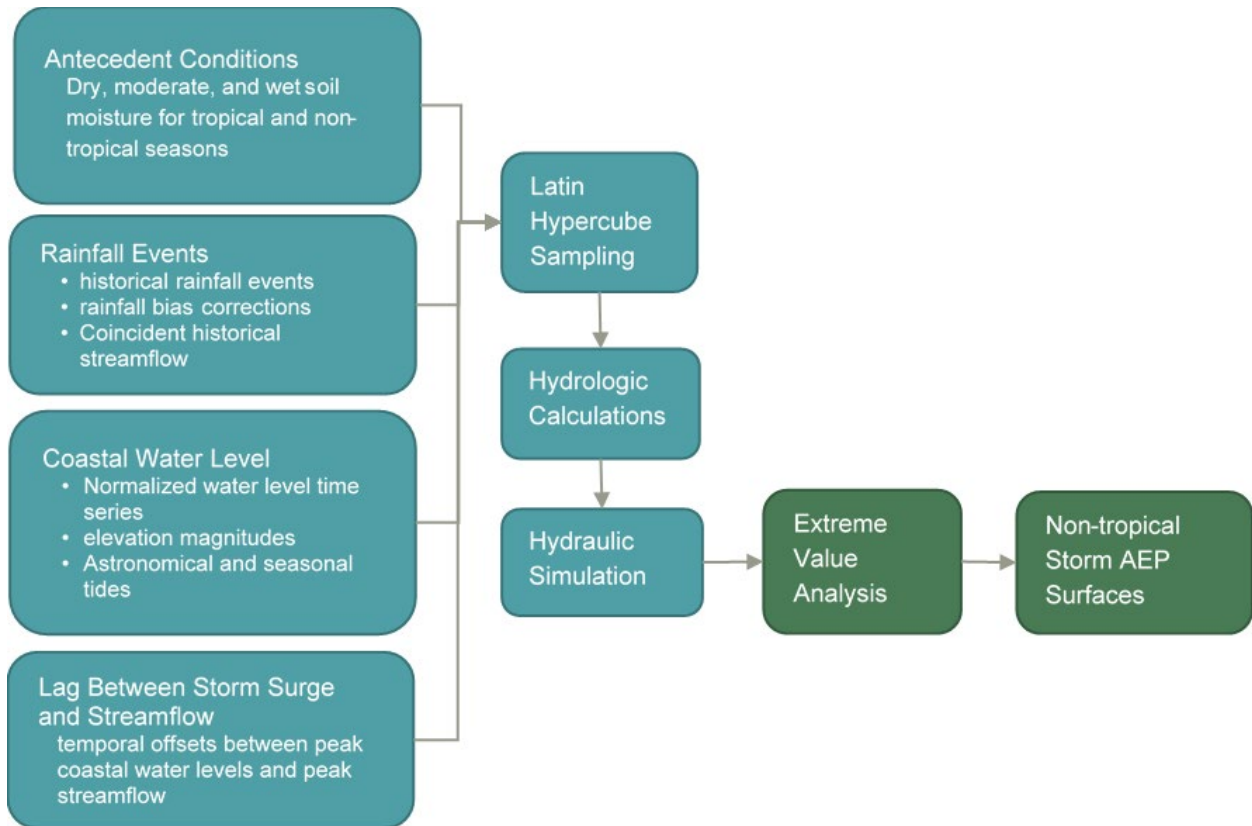 Antecedent Conditions
Dry, moderate, and wet soil
moisture for tropical and non-
tropical seasons
Rainfall Events
• historical rainfall events
• rainfall bias corrections
• Coincident historical
streamflow
Coastal Water Level
• Normalized water level time
series
• elevation magnitudes
• Astronomical and seasonal
tides
Lag Between Storm Surge
and Streamflow
temporal offsets between peak
coastal water levels and peak
streamflow
Latin
Hypercube
Sampling
Hydrologic
Calculations
Hydraulic
Simulation
Extreme
Value
Analysis
Non-tropical
Storm AEP
Surfaces